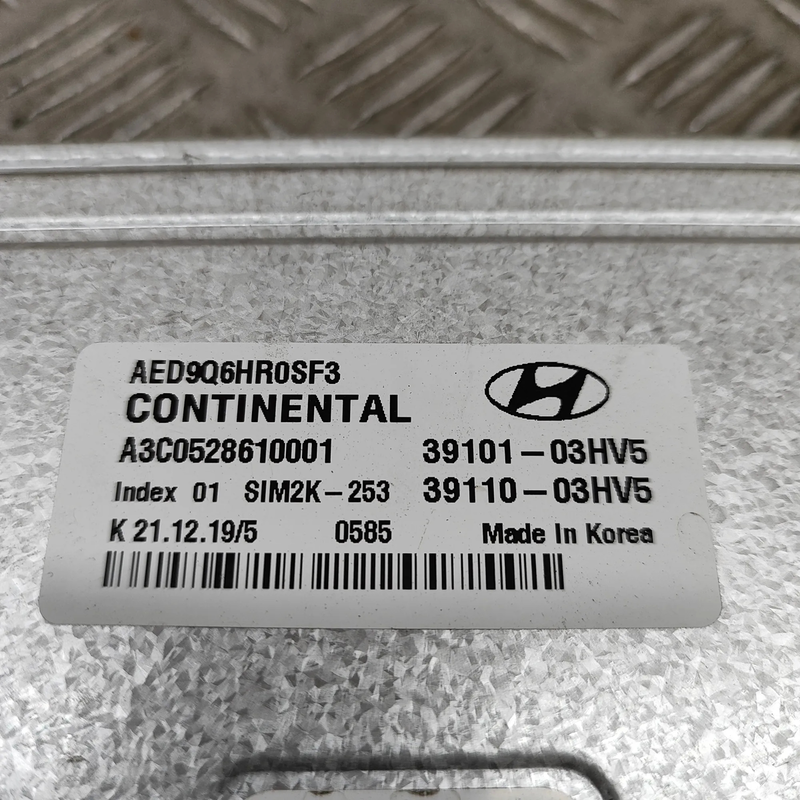 AED9Q6HR0SF3
CONTINENTAL
A3C0528610001 39101-03HV5
Index 01 SIM2K-253 39110-03HV5
K 21.12.19/5 0585 Made In Korea